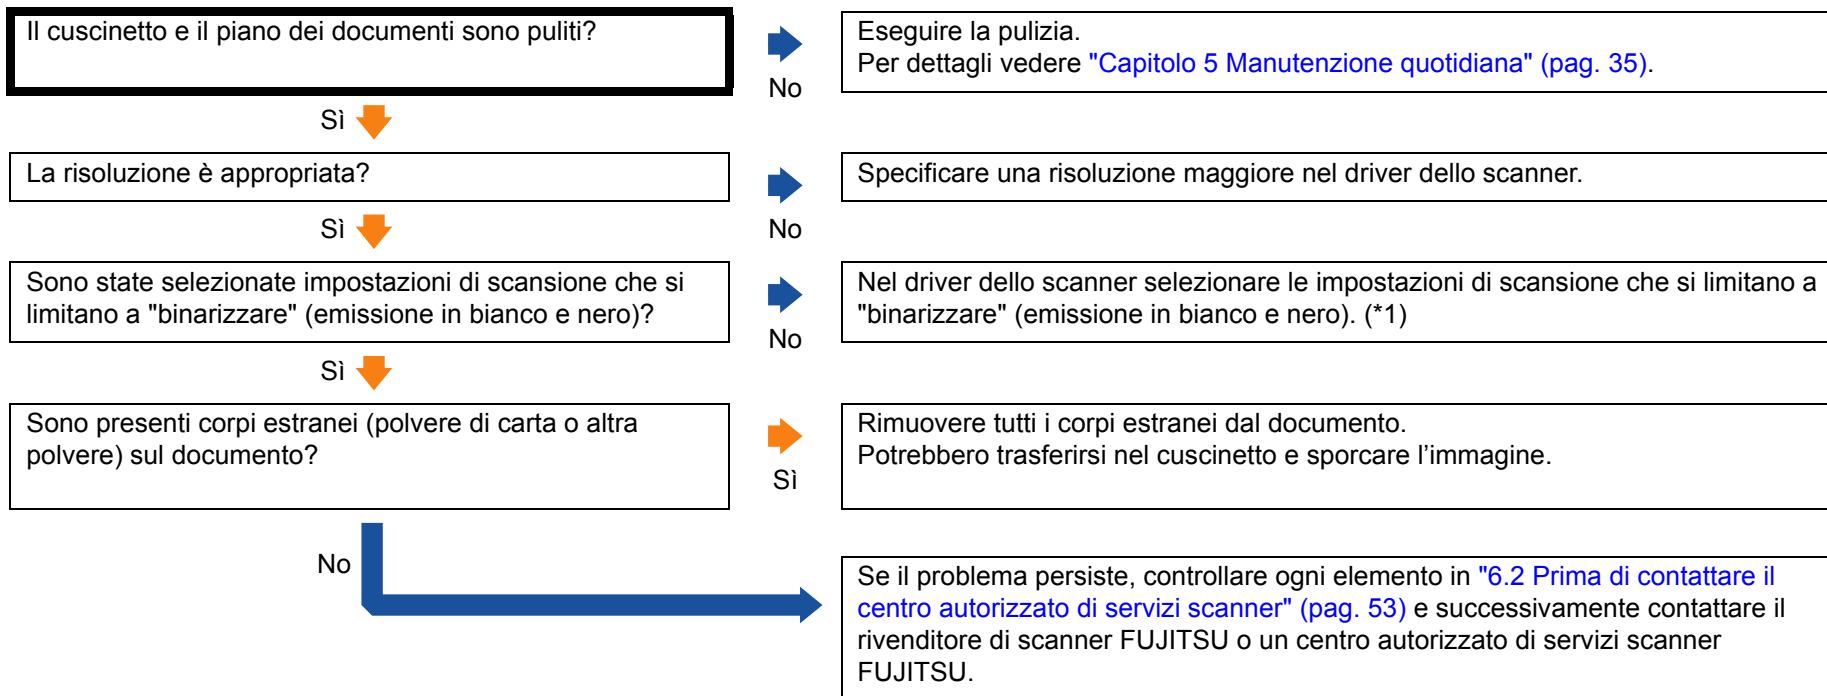 Il cuscinetto e il piano dei documenti sono puliti?
No
Eseguire la pulizia.
Per dettagli vedere "Capitolo 5 Manutenzione quotidiana" (pag. 35).
Sì
La risoluzione è appropriata?
No
Specificare una risoluzione maggiore nel driver dello scanner.
Sì
Sono state selezionate impostazioni di scansione che si
limitano a "binarizzare" (emissione in bianco e nero)?
No
Nel driver dello scanner selezionare le impostazioni di scansione che si limitano a
"binarizzare" (emissione in bianco e nero). (*1)
Sì
Sono presenti corpi estranei (polvere di carta o altra
polvere) sul documento?
Sì
Rimuovere tutti i corpi estranei dal documento.
Potrebbero trasferirsi nel cuscinetto e sporcare l’immagine.
No
Se il problema persiste, controllare ogni elemento in "6.2 Prima di contattare il
centro autorizzato di servizi scanner" (pag. 53) e successivamente contattare il
rivenditore di scanner FUJITSU o un centro autorizzato di servizi scanner
FUJITSU.